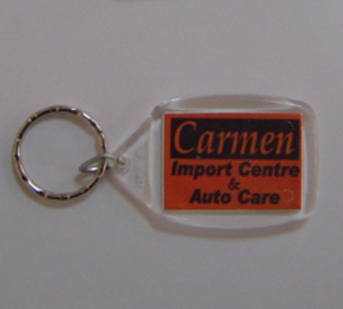 Carmen
Import Centre
&
Auto Care